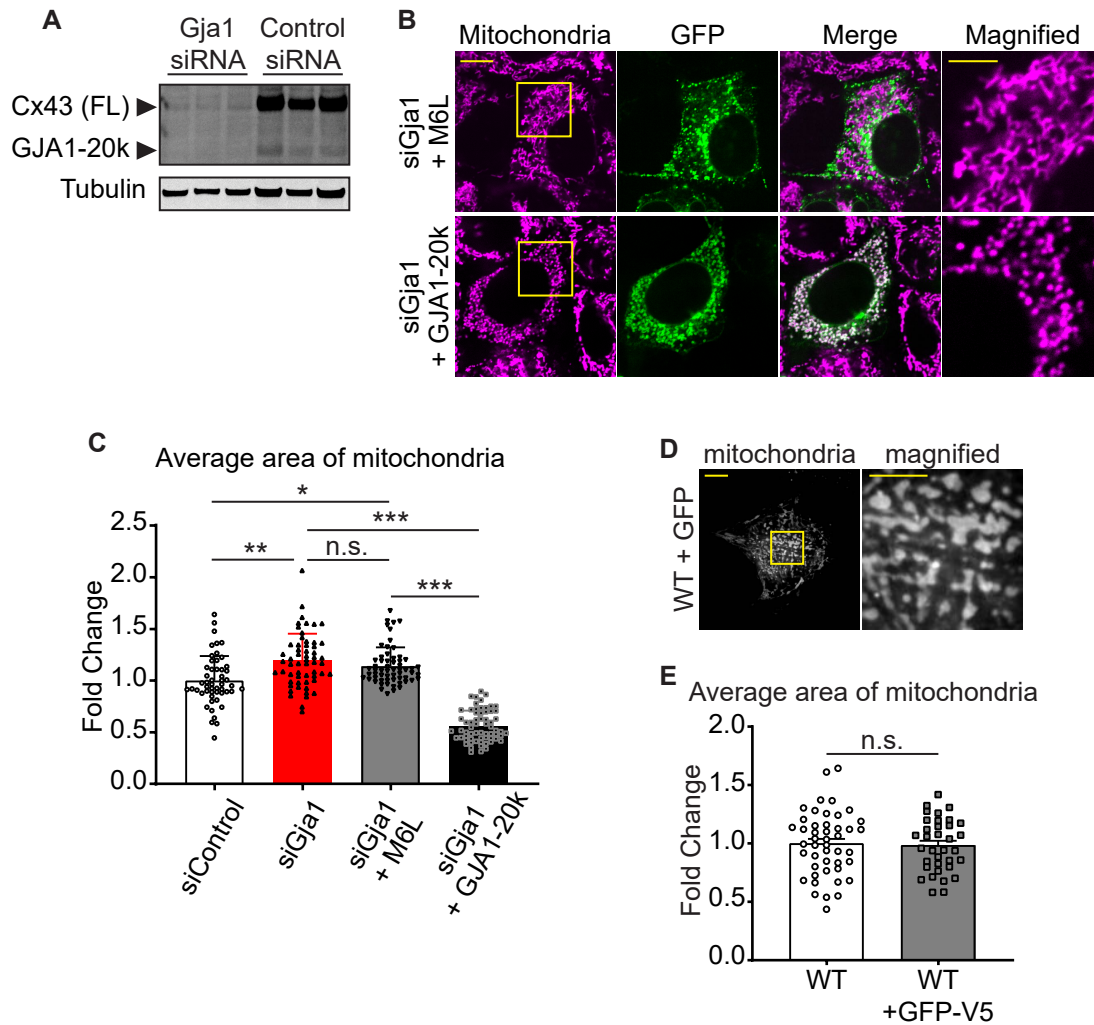 A
Gja1 siRNA
Control siRNA
Cx43 (FL)
GJA1-20k
Tubulin
B
Mitochondria GFP Merge Magnified
siGja1
+ M6L
siGja1
+ GJA1-20k
C
Average area of mitochondria
*
***
** n.s.
***
Fold Change
2.5
2.0
1.5
1.0
0.5
0.0
siControl
siGja1
siGja1
+ M6L
siGja1
+ GJA1-20k
D
mitochondria magnified
WT + GFP
E
Average area of mitochondria
n.s.
Fold Change
2.0
1.5
1.0
0.5
0.0
WT
WT
+GFP-V5